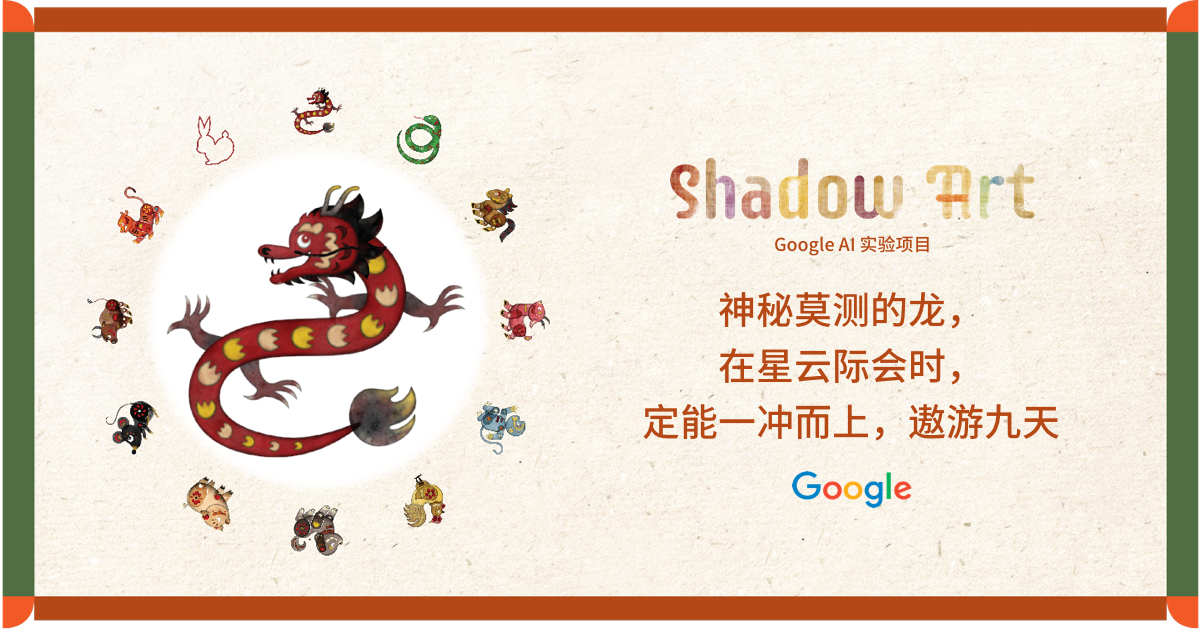 Shadow Art
Google AI 实验项目
神秘莫测的龙，
在星云际会时，
定能一冲而上，遨游九天
Google